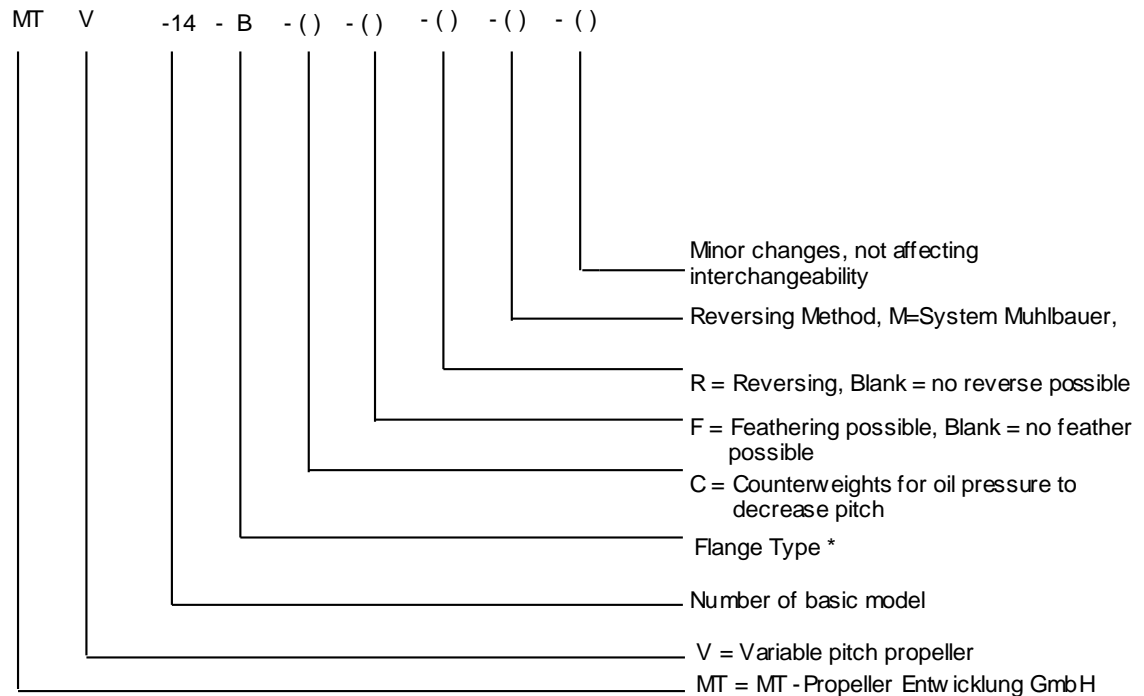 MT V -14 - B - ( ) - ( ) - ( ) - ( ) - ( )
Minor changes, not affecting
interchangeability
Reversing Method, M=System Muhlbauer,
R = Reversing, Blank = no reverse possible
F = Feathering possible, Blank = no feather
possible
C = Counterweights for oil pressure to
decrease pitch
Flange Type *
Number of basic model
V = Variable pitch propeller
MT = MT - Propeller Entwicklung GmbH